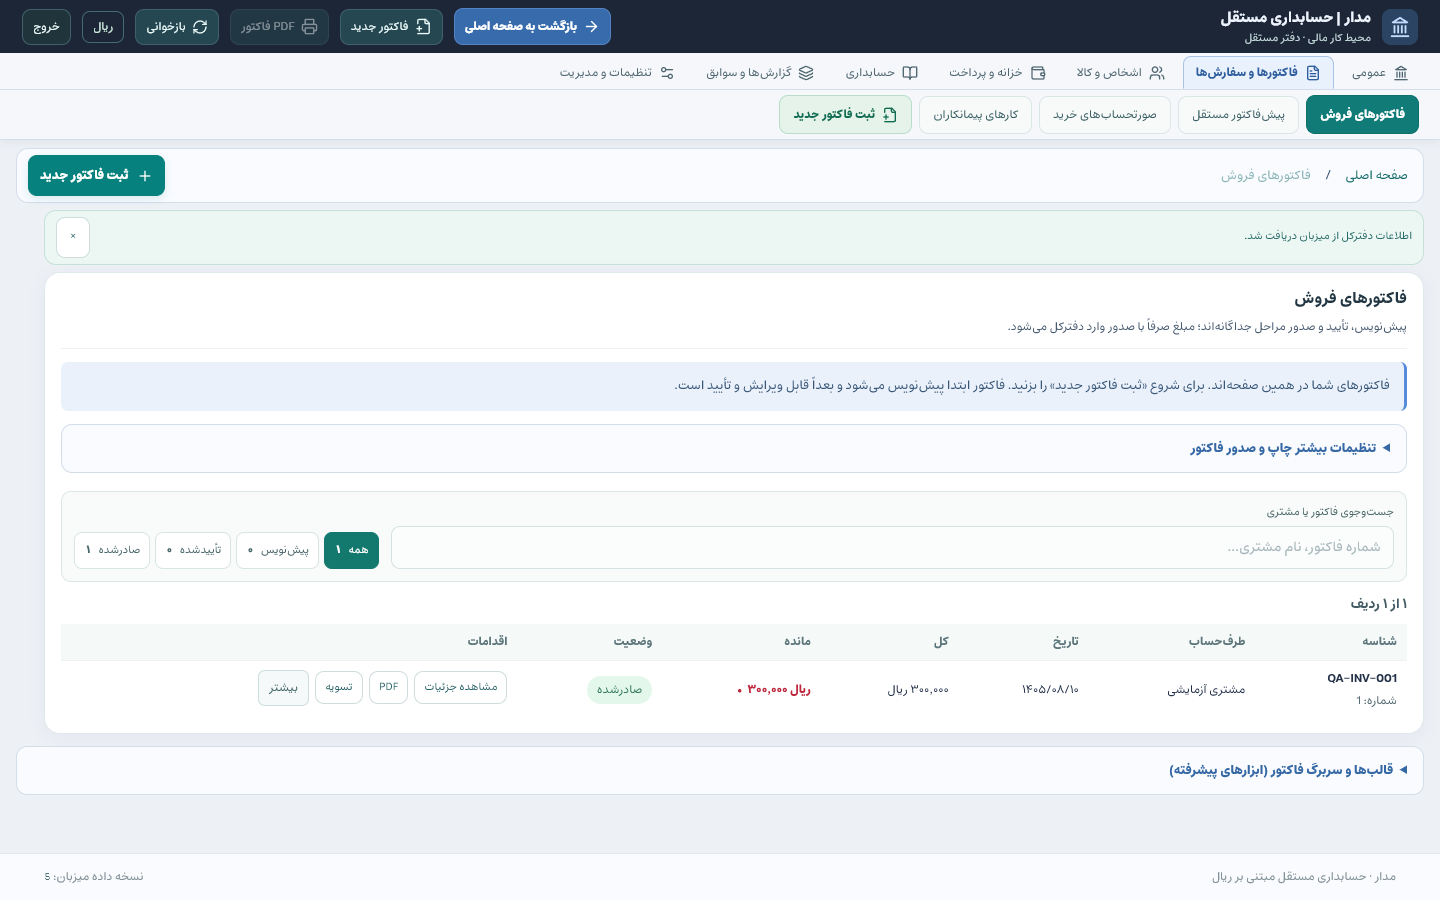 مدار | حسابداری مستقل
محیط کار مالی · دفتر مستقل
بازگشت به صفحه اصلی
فاکتور جدید
PDF فاکتور
بازخوانی
ریال
خروج
عمومی
فاکتورها و سفارش‌ها
اشخاص و کالا
خزانه و پرداخت
حسابداری
گزارش‌ها و سوابق
تنظیمات و مدیریت
فاکتورهای فروش
پیش‌فاکتور مستقل
صورتحساب‌های خرید
کارهای پیمانکاران
ثبت فاکتور جدید
صفحه اصلی / فاکتورهای فروش
+ ثبت فاکتور جدید
اطلاعات دفترکل از میزبان دریافت شد.
×
فاکتورهای فروش
پیش‌نویس، تأیید و صدور مراحل جداگانه‌اند؛ مبلغ صرفاً با صدور وارد دفترکل می‌شود.
فاکتورهای شما در همین صفحه‌اند. برای شروع «ثبت فاکتور جدید» را بزنید. فاکتور ابتدا پیش‌نویس می‌شود و بعداً قابل ویرایش و تأیید است.
تنظیمات بیشتر چاپ و صدور فاکتور
جست‌وجوی فاکتور یا مشتری
شماره فاکتور، نام مشتری...
همه ۱
پیش‌نویس ۰
تأییدشده ۰
صادرشده ۱
۱ از ۱ ردیف
شناسه طرف‌حساب تاریخ کل مانده وضعیت اقدامات
QA-INV-001 مشتری آزمایشی ۱۴۰۵/۰۸/۱۰ ۳۰۰,۰۰۰ ریال ریال ۳۰۰,۰۰۰ • صادرشده مشاهده جزئیات PDF تسویه بیشتر
شماره: 1
قالب‌ها و سربرگ فاکتور (ابزارهای پیشرفته)
مدار · حسابداری مستقل مبتنی بر ریال
نسخه داده میزبان: 5